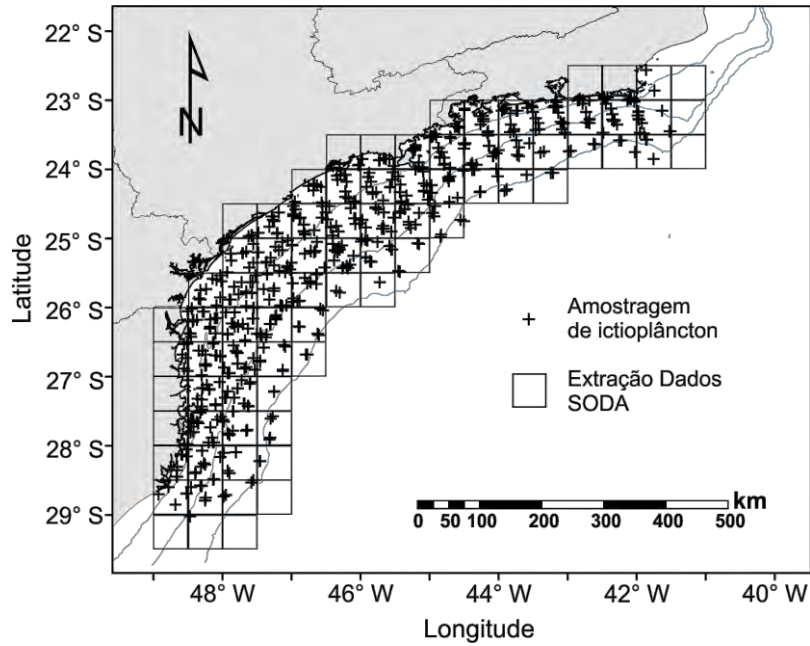 22° S
23° S
24° S
25° S
26° S
27° S
28° S
29° S
Latitude
N
Amostragem
de ictioplâncton
Extração Dados
SODA
km
0 25 50 100 200 300 400 500
48° W 46° W 44° W 42° W 40° W
Longitude